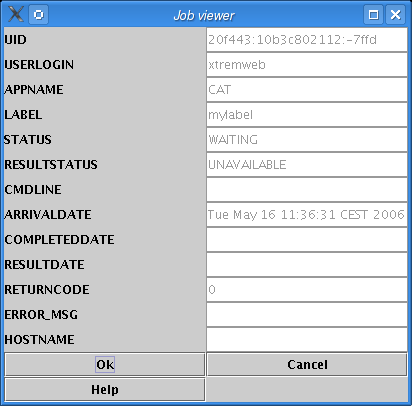 Job viewer
UID 20f443:10b3c802112:-7ffd
USERLOGIN xtremweb
APPNAME CAT
LABEL mylabel
STATUS WAITING
RESULTSTATUS UNAVAILABLE
CMDLINE
ARRIVALDATE Tue May 16 11:36:31 CEST 2006
COMPLETEDDATE
RESULTDATE
RETURNCODE 0
ERROR_MSG
HOSTNAME
Ok Cancel
Help